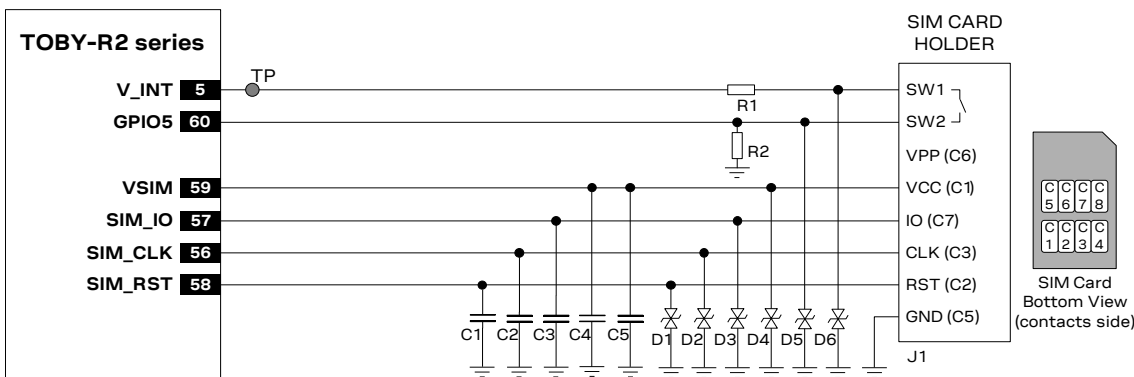 TOBY-R2 series
V_INT 5
GPIO5 60
VSIM 59
SIM_IO 57
SIM_CLK 56
SIM_RST 58
TP
R1
R2
C1 C2 C3 C4 C5 D1 D2 D3 D4 D5 D6
SIM CARD
HOLDER
SW1
SW2
VPP (C6)
VCC (C1)
IO (C7)
CLK (C3)
RST (C2)
GND (C5)
J1
C C C C
5 6 7 8
C C C C
1 2 3 4
SIM Card
Bottom View
(contacts side)